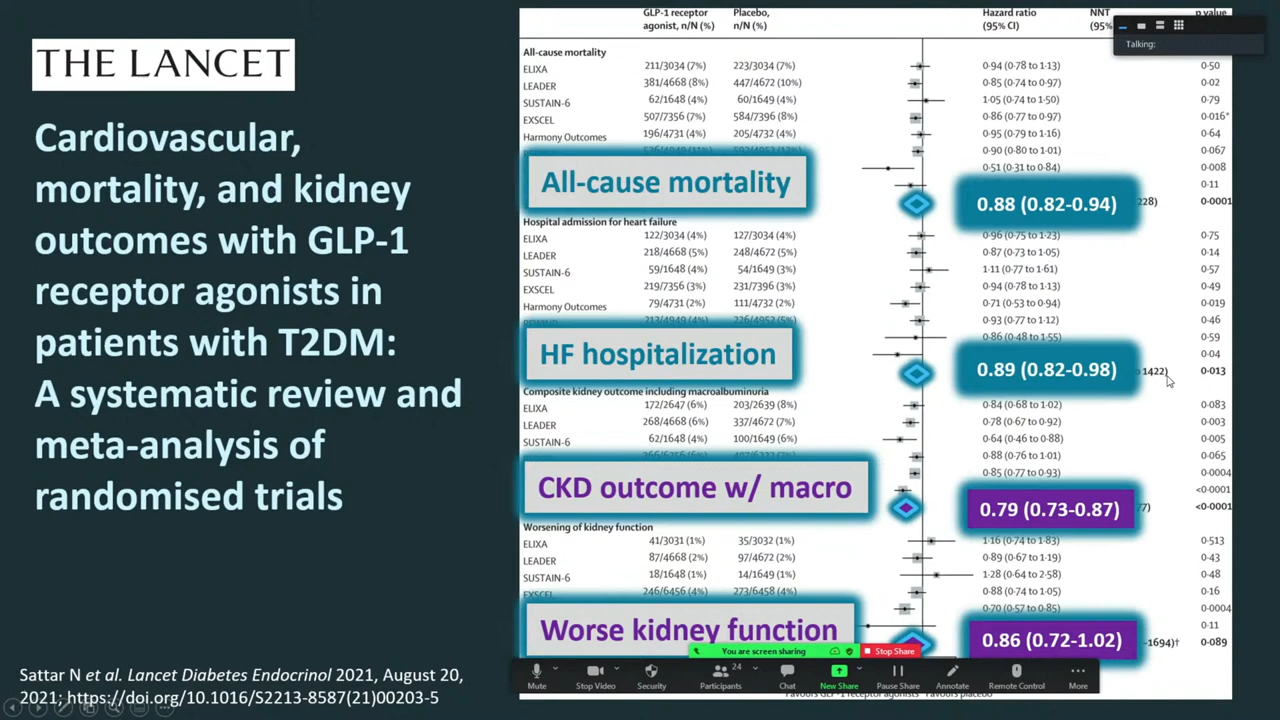 THE LANCET
Cardiovascular,
mortality, and kidney
outcomes with GLP-1
receptor agonists in
patients with T2DM:
A systematic review and
meta-analysis of
randomised trials
Sattar N et al. Lancet Diabetes Endocrinol 2021, August 20,
2021; https://doi.org/10.1016/S2213-8587(21)00203-5
GLP-1 receptor Placebo, Hazard ratio NNT p value
agonist, n/N (%) n/N (%) (95% CI) (95%
Talking:
All-cause mortality
ELIXA 211/3034 (7%) 223/3034 (7%) 0·94 (0·78 to 1·13) 0·50
LEADER 381/4668 (8%) 447/4672 (10%) 0·85 (0·74 to 0·97) 0·02
SUSTAIN-6 62/1648 (4%) 60/1649 (4%) 1·05 (0·74 to 1·50) 0·79
EXSCEL 507/7356 (7%) 584/7396 (8%) 0·86 (0·77 to 0·97) 0·016*
Harmony Outcomes 196/4731 (4%) 205/4732 (4%) 0·95 (0·79 to 1·16) 0·64
0·90 (0·80 to 1·01) 0·067
0·51 (0·31 to 0·84) 0·008
All-cause mortality
0·11
0.88 (0.82-0.94) 228) 0·0001
Hospital admission for heart failure
ELIXA 122/3034 (4%) 127/3034 (4%) 0·96 (0·75 to 1·23) 0·75
LEADER 218/4668 (5%) 248/4672 (5%) 0·87 (0·73 to 1·05) 0·14
SUSTAIN-6 59/1648 (4%) 54/1649 (3%) 1·11 (0·77 to 1·61) 0·57
EXSCEL 219/7356 (3%) 231/7396 (3%) 0·94 (0·78 to 1·13) 0·49
Harmony Outcomes 79/4731 (2%) 111/4732 (2%) 0·71 (0·53 to 0·94) 0·019
0·93 (0·77 to 1·12) 0·46
0·86 (0·48 to 1·55) 0·59
HF hospitalization
0·04
0.89 (0.82-0.98) 1422) 0·013
Composite kidney outcome including macroalbuminuria
ELIXA 172/2647 (6%) 203/2639 (8%) 0·84 (0·68 to 1·02) 0·083
LEADER 268/4668 (6%) 337/4672 (7%) 0·78 (0·67 to 0·92) 0·003
SUSTAIN-6 62/1648 (4%) 100/1649 (6%) 0·64 (0·46 to 0·88) 0·005
0·88 (0·76 to 1·01) 0·065
0·85 (0·77 to 0·93) 0·0004
CKD outcome w/ macro
<0·0001
0.79 (0.73-0.87) 77) <0·0001
Worsening of kidney function
ELIXA 41/3031 (1%) 35/3032 (1%) 1·16 (0·74 to 1·83) 0·513
LEADER 87/4668 (2%) 97/4672 (2%) 0·89 (0·67 to 1·19) 0·43
SUSTAIN-6 18/1648 (1%) 14/1649 (1%) 1·28 (0·64 to 2·58) 0·48
EXSCEL 246/6456 (4%) 273/6458 (4%) 0·88 (0·74 to 1·05) 0·16
0·70 (0·57 to 0·85) 0·0004
0·11
Worse kidney function
0.86 (0.72-1.02) -1694)† 0·089
You are screen sharing Stop Share
24
Mute Stop Video Security Participants Chat New Share Pause Share Annotate Remote Control More
Favours GLP-1 receptor agonists Favours placebo